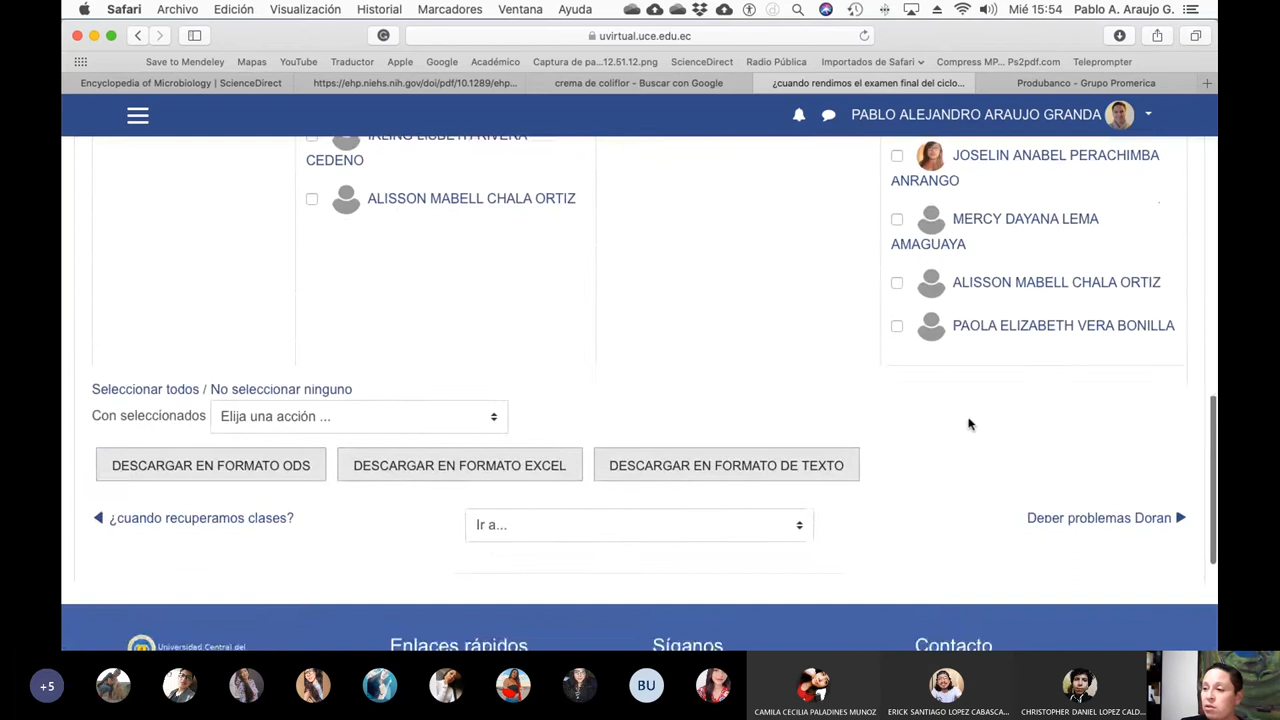 Safari Archivo Edición Visualización Historial Marcadores Ventana Ayuda Mié 15:54 Pablo A. Araujo G.
uvirtual.uce.edu.ec
Save to Mendeley Mapas YouTube Traductor Apple Google Académico Captura de pa...12.51.12.png ScienceDirect Radio Pública Importados de Safari Compress MP... Ps2pdf.com Teleprompter
Encyclopedia of Microbiology | ScienceDirect https://ehp.niehs.nih.gov/doi/pdf/10.1289/ehp... crema de coliflor - Buscar con Google ¿cuando rendimos el examen final del ciclo... Produbanco - Grupo Promerica
PABLO ALEJANDRO ARAUJO GRANDA
IRLING LISBETH RIVERA
CEDENO
ALISSON MABELL CHALA ORTIZ
JOSELIN ANABEL PERACHIMBA
ANRANGO
MERCY DAYANA LEMA
AMAGUAYA
ALISSON MABELL CHALA ORTIZ
PAOLA ELIZABETH VERA BONILLA
Seleccionar todos / No seleccionar ninguno
Con seleccionados Elija una acción ...
DESCARGAR EN FORMATO ODS DESCARGAR EN FORMATO EXCEL DESCARGAR EN FORMATO DE TEXTO
¿cuando recuperamos clases? Ir a... Deber problemas Doran
Universidad Central del
Enlaces rápidos Síganos Contacto
+5 BU
CAMILA CECILIA PALADINES MUNOZ ERICK SANTIAGO LOPEZ CABASCA... CHRISTOPHER DANIEL LOPEZ CALD...